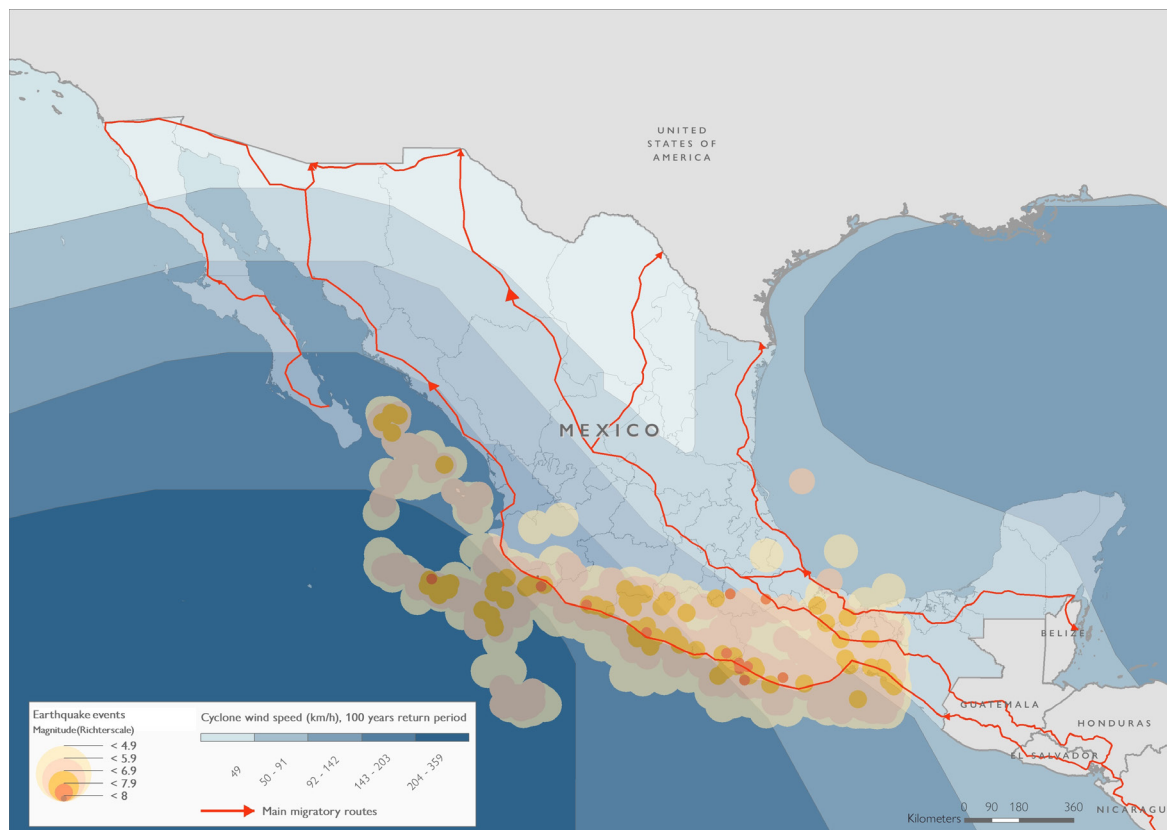 UNITED
STATES OF
AMERICA
MEXICO
BELIZE
GUATEMALA
HONDURAS
EL SALVADOR
NICARAGU
Earthquake events
Magnitude(Richterscale)
< 4.9
< 5.9
< 6.9
< 7.9
< 8
Cyclone wind speed (km/h), 100 years return period
49
50 - 91
92 - 142
143 - 203
204 - 359
Main migratory routes
0 90 180 360
Kilometers